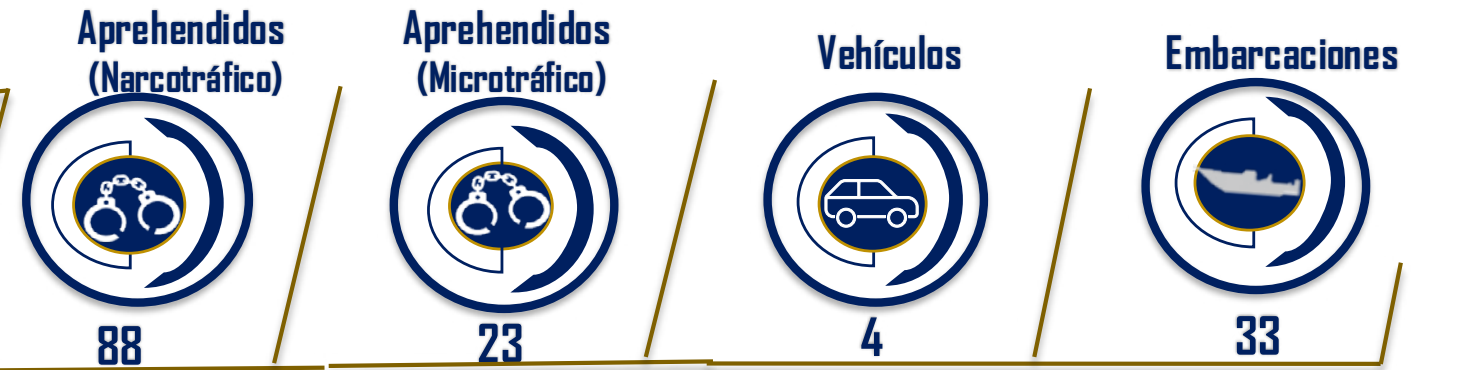 Aprehendidos
(Narcotráfico)
88
Aprehendidos
(Microtráfico)
23
Vehículos
4
Embarcaciones
33